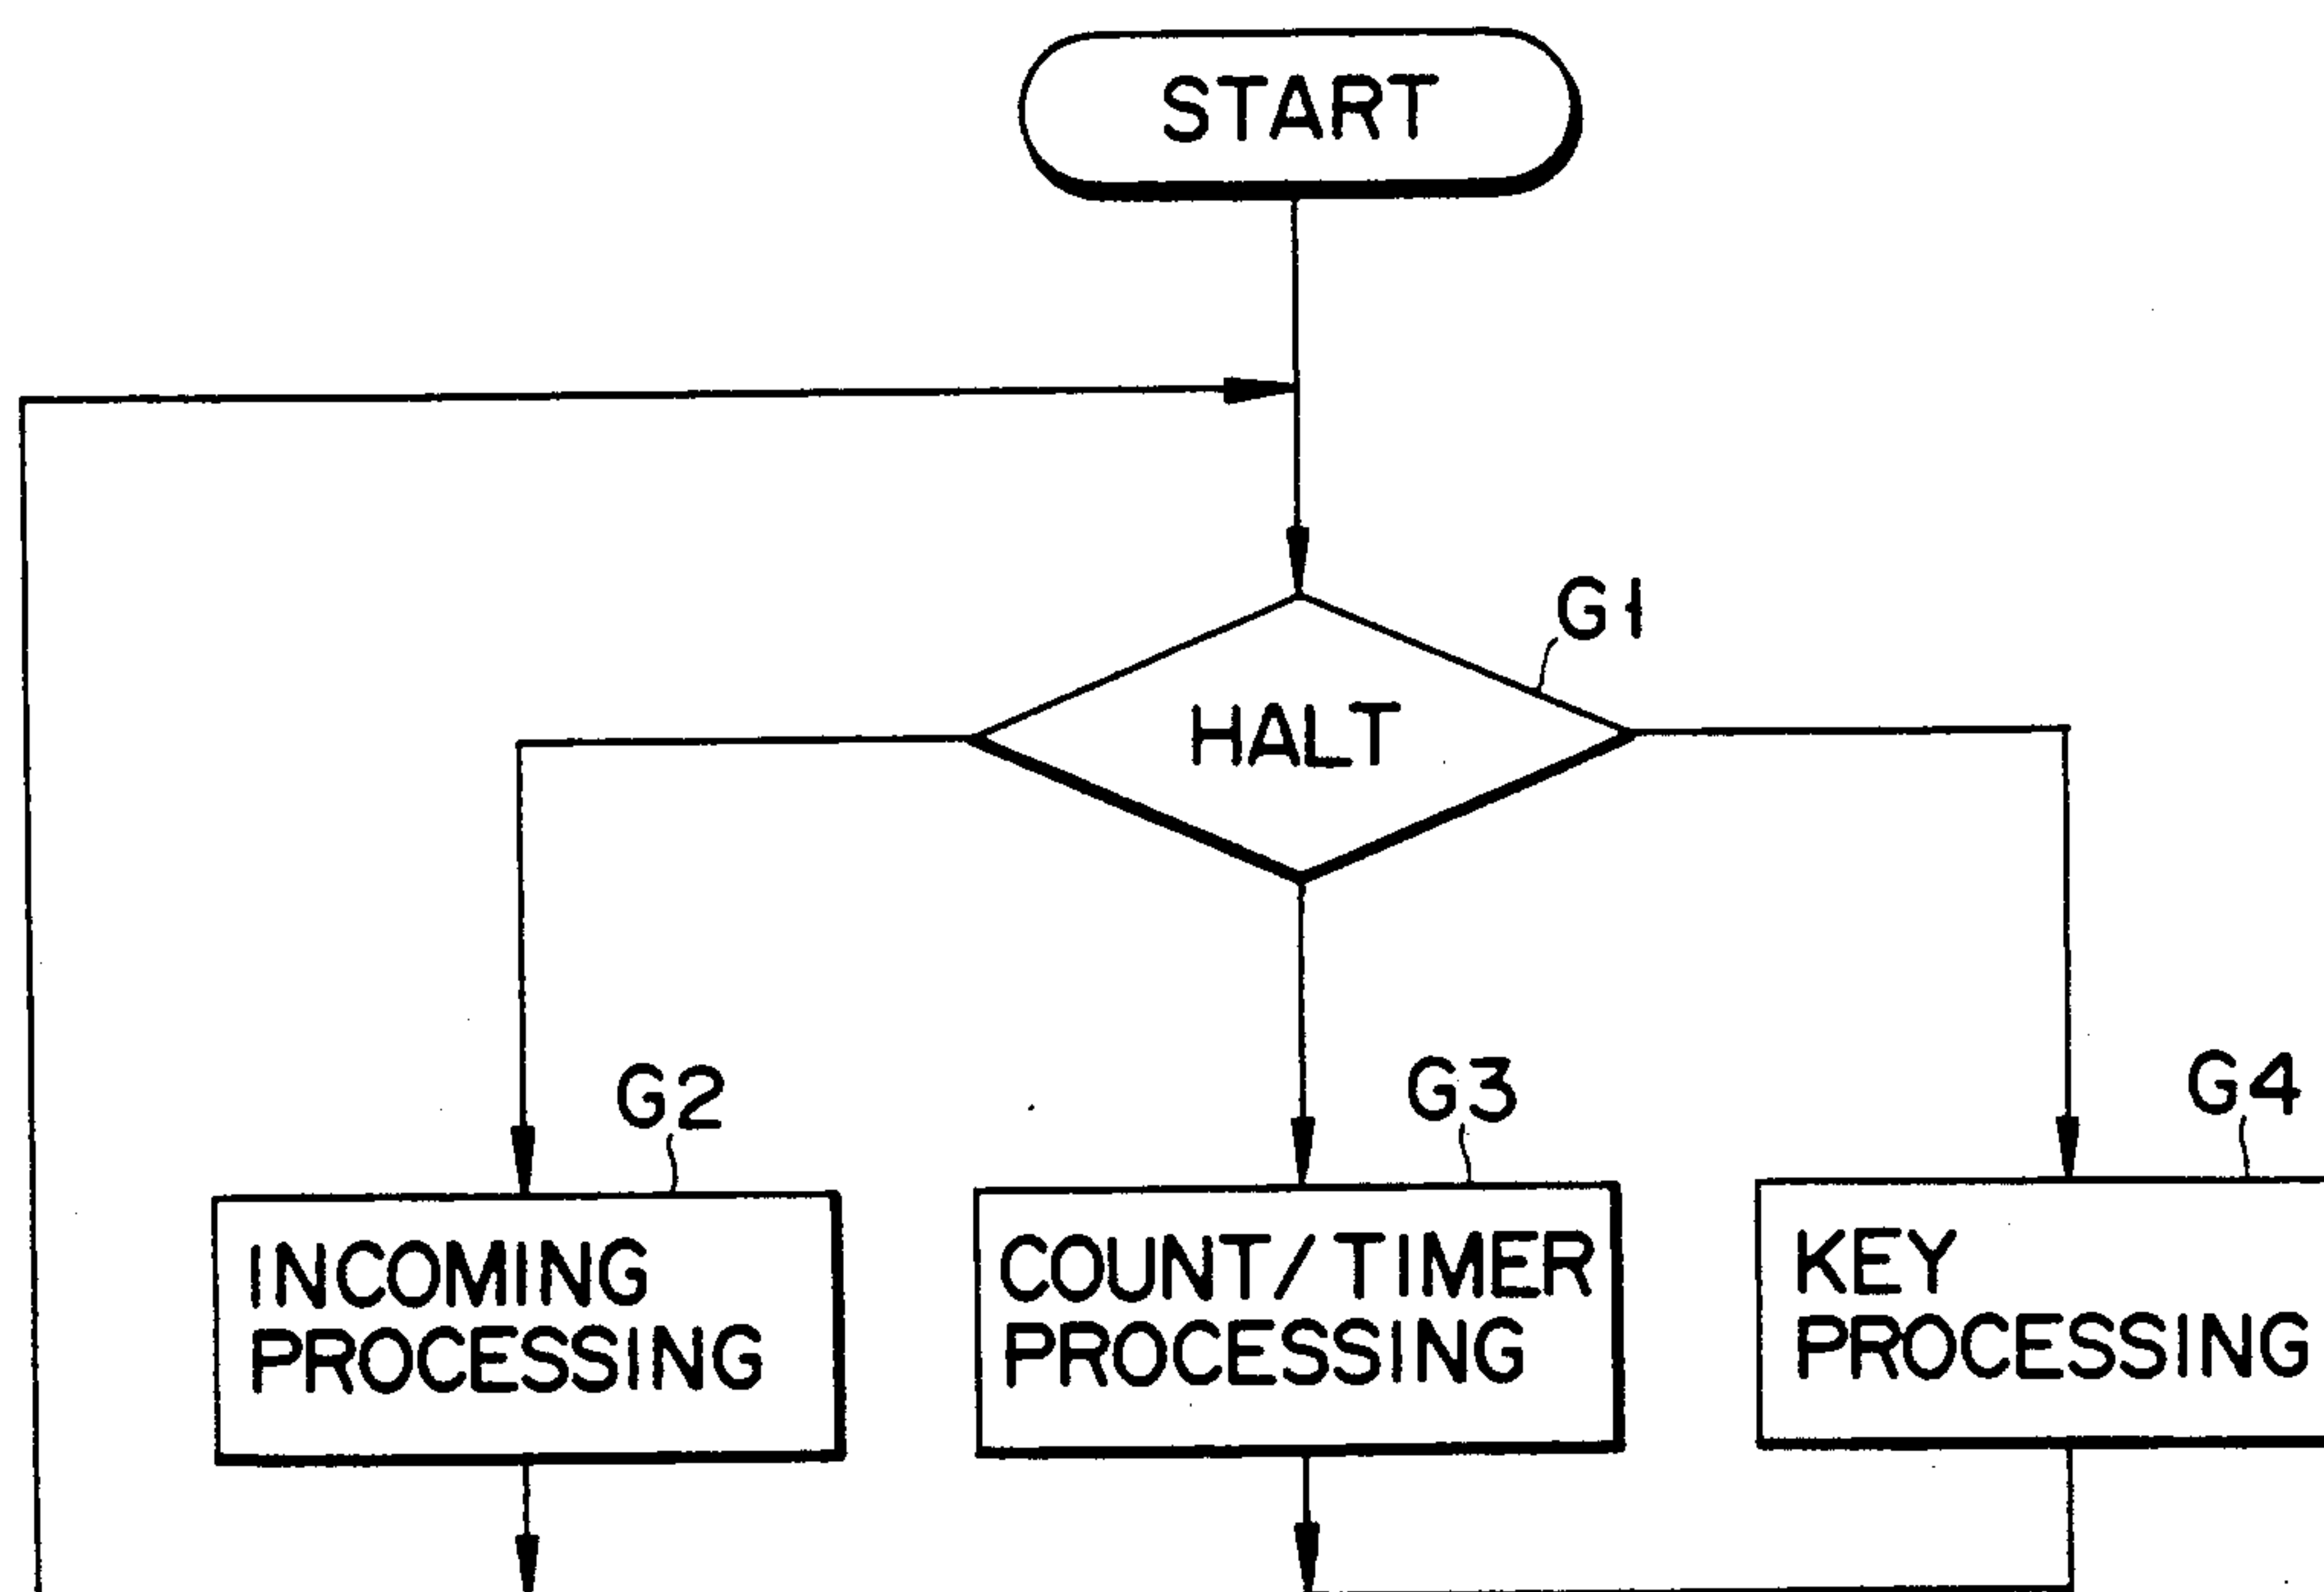 START
G1
HALT
G2
G3
G4
INCOMING
PROCESSING
COUNT/TIMER
PROCESSING
KEY
PROCESSING